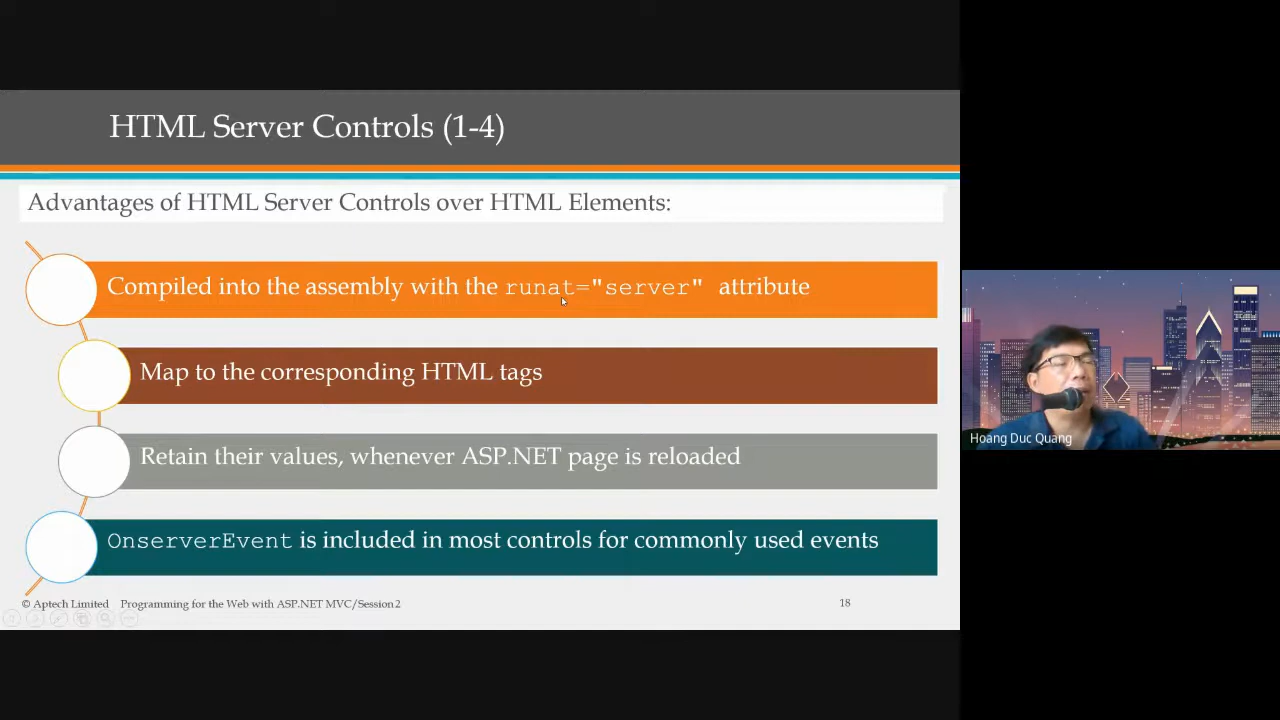 HTML Server Controls (1-4)
Advantages of HTML Server Controls over HTML Elements:
Compiled into the assembly with the runat="server" attribute
Map to the corresponding HTML tags
Retain their values, whenever ASP.NET page is reloaded
OnserverEvent is included in most controls for commonly used events
© Aptech Limited Programming for the Web with ASP.NET MVC/Session 2
18
Hoang Duc Quang